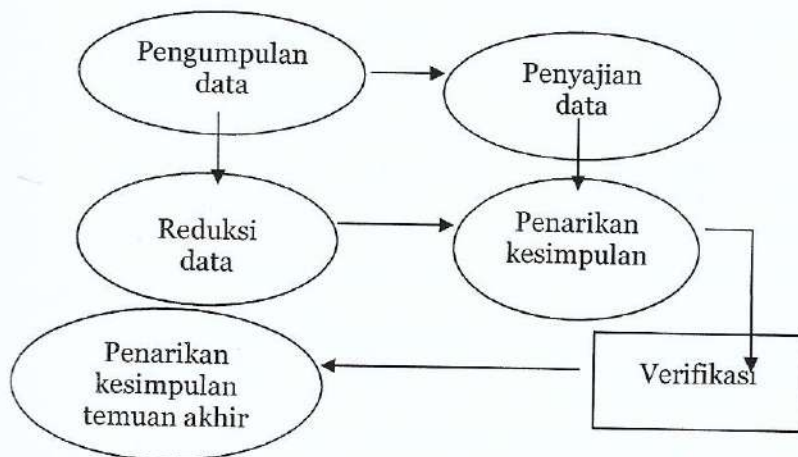 Pengumpulan
data
Penyajian
data
Reduksi
data
Penarikan
kesimpulan
Penarikan
kesimpulan
temuan akhir
Verifikasi